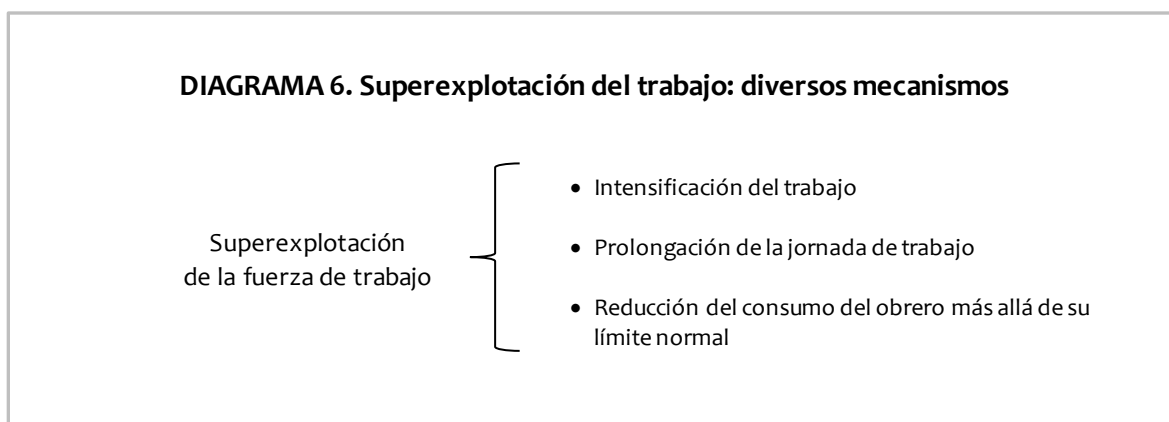 DIAGRAMA 6. Superexplotación del trabajo: diversos mecanismos
Superexplotación
de la fuerza de trabajo
• Intensificación del trabajo
• Prolongación de la jornada de trabajo
• Reducción del consumo del obrero más allá de su
límite normal